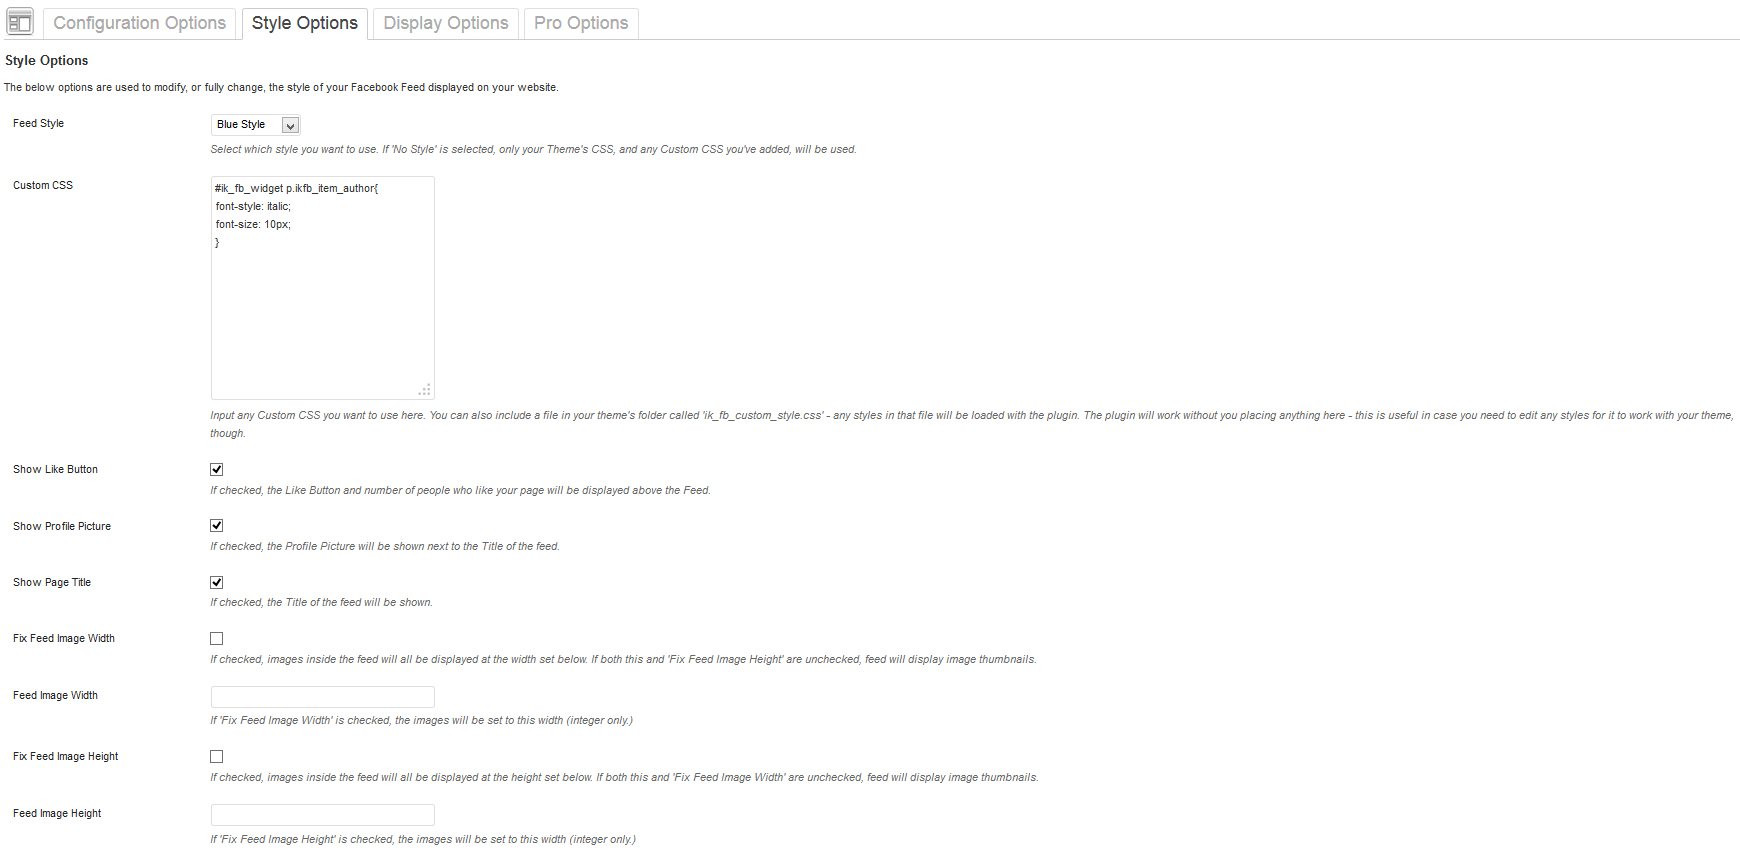 Configuration Options Style Options Display Options Pro Options
Style Options
The below options are used to modify, or fully change, the style of your Facebook Feed displayed on your website.
Feed Style Blue Style
Select which style you want to use. If 'No Style' is selected, only your Theme's CSS, and any Custom CSS you've added, will be used.
Custom CSS #ik_fb_widget p.ikfb_item_author{
font-style: italic;
font-size: 10px;
}
Input any Custom CSS you want to use here. You can also include a file in your theme's folder called 'ik_fb_custom_style.css' - any styles in that file will be loaded with the plugin. The plugin will work without you placing anything here - this is useful in case you need to edit any styles for it to work with your theme,
though.
Show Like Button
If checked, the Like Button and number of people who like your page will be displayed above the Feed.
Show Profile Picture
If checked, the Profile Picture will be shown next to the Title of the feed.
Show Page Title
If checked, the Title of the feed will be shown.
Fix Feed Image Width
If checked, images inside the feed will all be displayed at the width set below. If both this and 'Fix Feed Image Height' are unchecked, feed will display image thumbnails.
Feed Image Width
If 'Fix Feed Image Width' is checked, the images will be set to this width (integer only.)
Fix Feed Image Height
If checked, images inside the feed will all be displayed at the height set below. If both this and 'Fix Feed Image Width' are unchecked, feed will display image thumbnails.
Feed Image Height
If 'Fix Feed Image Height' is checked, the images will be set to this width (integer only.)